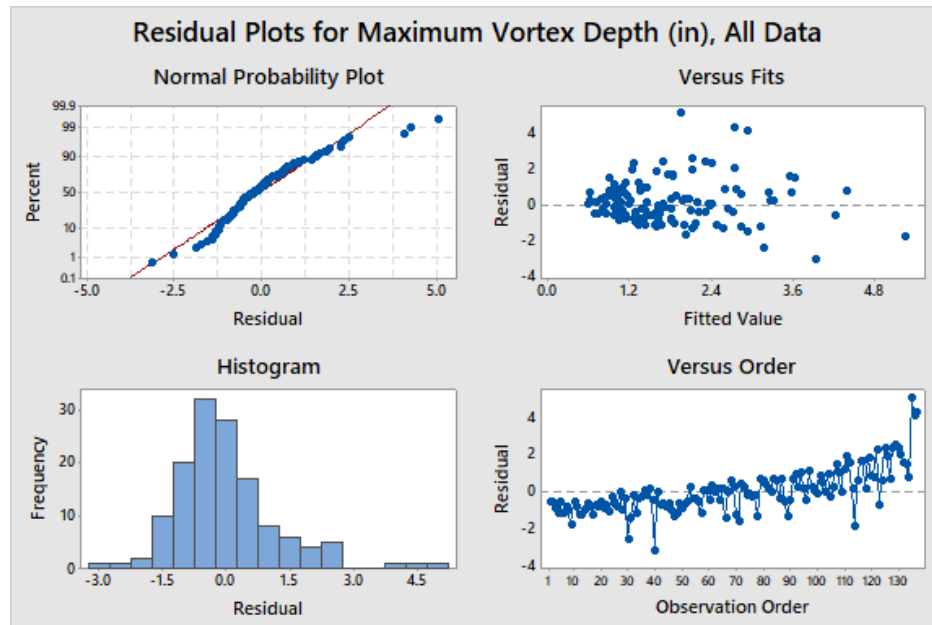 Residual Plots for Maximum Vortex Depth (in), All Data
Normal Probability Plot
99.9
99
90
50
10
1
0.1
Percent
-5.0 -2.5 0.0 2.5 5.0
Residual
Versus Fits
4
2
0
-2
-4
Residual
0.0 1.2 2.4 3.6 4.8
Fitted Value
Histogram
30
20
10
0
Frequency
-3.0 -1.5 0.0 1.5 3.0 4.5
Residual
Versus Order
4
2
0
-2
-4
Residual
1 10 20 30 40 50 60 70 80 90 100 110 120 130
Observation Order